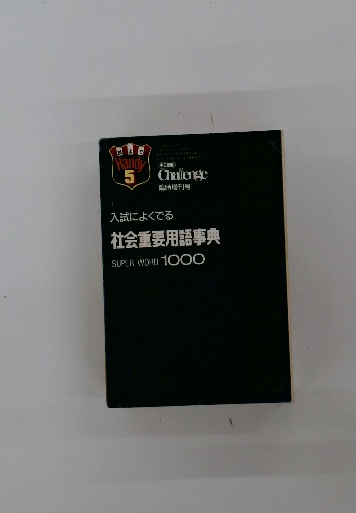 Handy
5
Challenge
臨時増刊号
入試によくでる
社会重要用語事典
SUPER WORD 1000